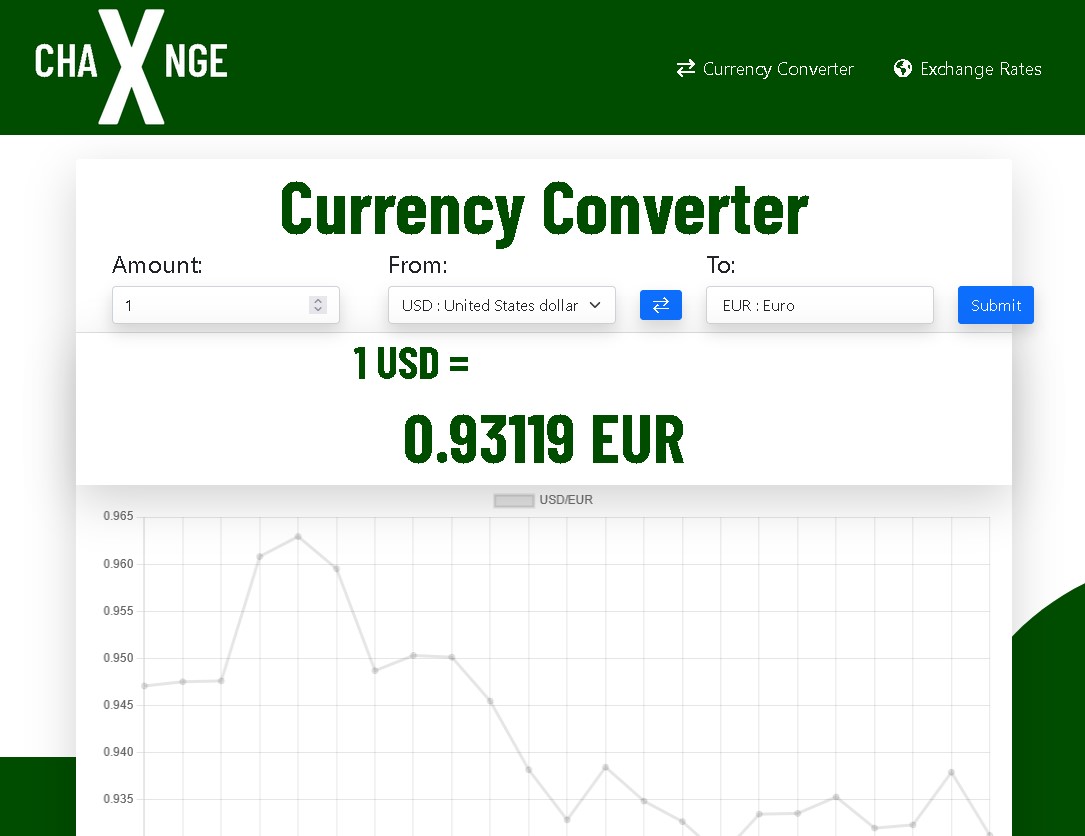 CHAXNGE
Currency Converter
Exchange Rates
Currency Converter
Amount:
From:
To:
1
USD : United States dollar
EUR : Euro
Submit
1 USD =
0.93119 EUR
USD/EUR
0.965
0.960
0.955
0.950
0.945
0.940
0.935